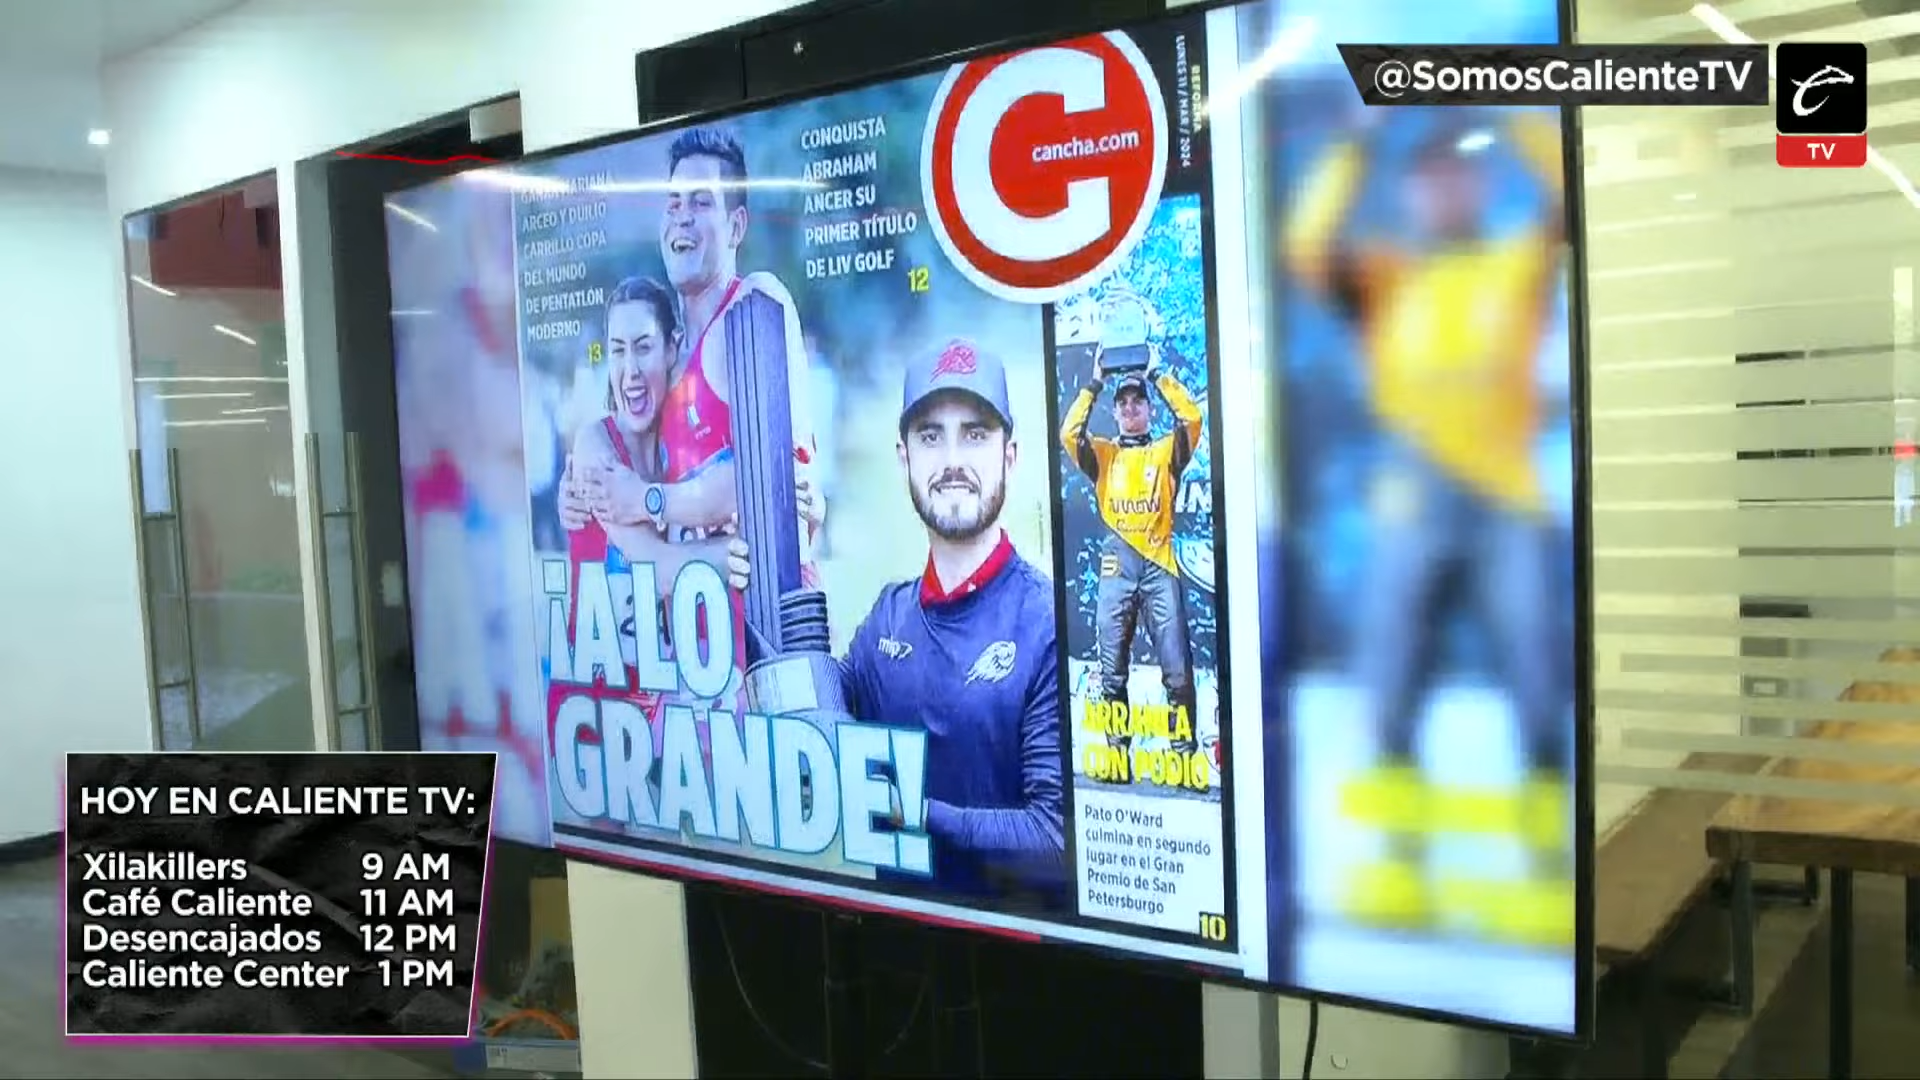 @SomosCalienteTV
TV
REFORMA
LUNES 11 / MAR / 2024
C
cancha.com
GANAN MARIANA
ARCEO Y DUILIO
CARRILLO COPA
DEL MUNDO
DE PENTATLÓN
MODERNO
13
CONQUISTA
ABRAHAM
ANCER SU
PRIMER TÍTULO
DE LIV GOLF
12
mip7
¡A LO
GRANDE!
ARRANCA
CON PODIO
Pato O'Ward
culmina en segundo
lugar en el Gran
Premio de San
Petersburgo
10
HOY EN CALIENTE TV:
Xilakillers 9 AM
Café Caliente 11 AM
Desencajados 12 PM
Caliente Center 1 PM